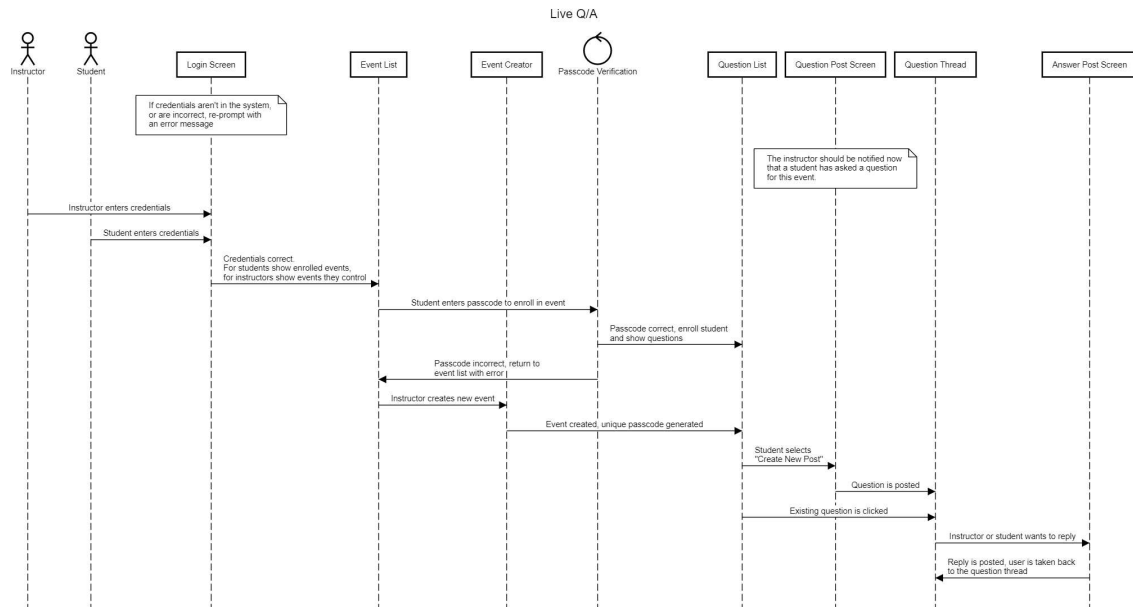 Live Q/A
Instructor
Student
Login Screen
Event List
Event Creator
Passcode Verification
Question List
Question Post Screen
Question Thread
Answer Post Screen
If credentials aren't in the system,
or are incorrect, re-prompt with
an error message
The instructor should be notified now
that a student has asked a question
for this event.
Instructor enters credentials
Student enters credentials
Credentials correct.
For students show enrolled events,
for instructors show events they control
Student enters passcode to enroll in event
Passcode correct, enroll student
and show questions
Passcode incorrect, return to
event list with error
Instructor creates new event
Event created, unique passcode generated
Student selects
"Create New Post"
Question is posted
Existing question is clicked
Instructor or student wants to reply
Reply is posted, user is taken back
to the question thread